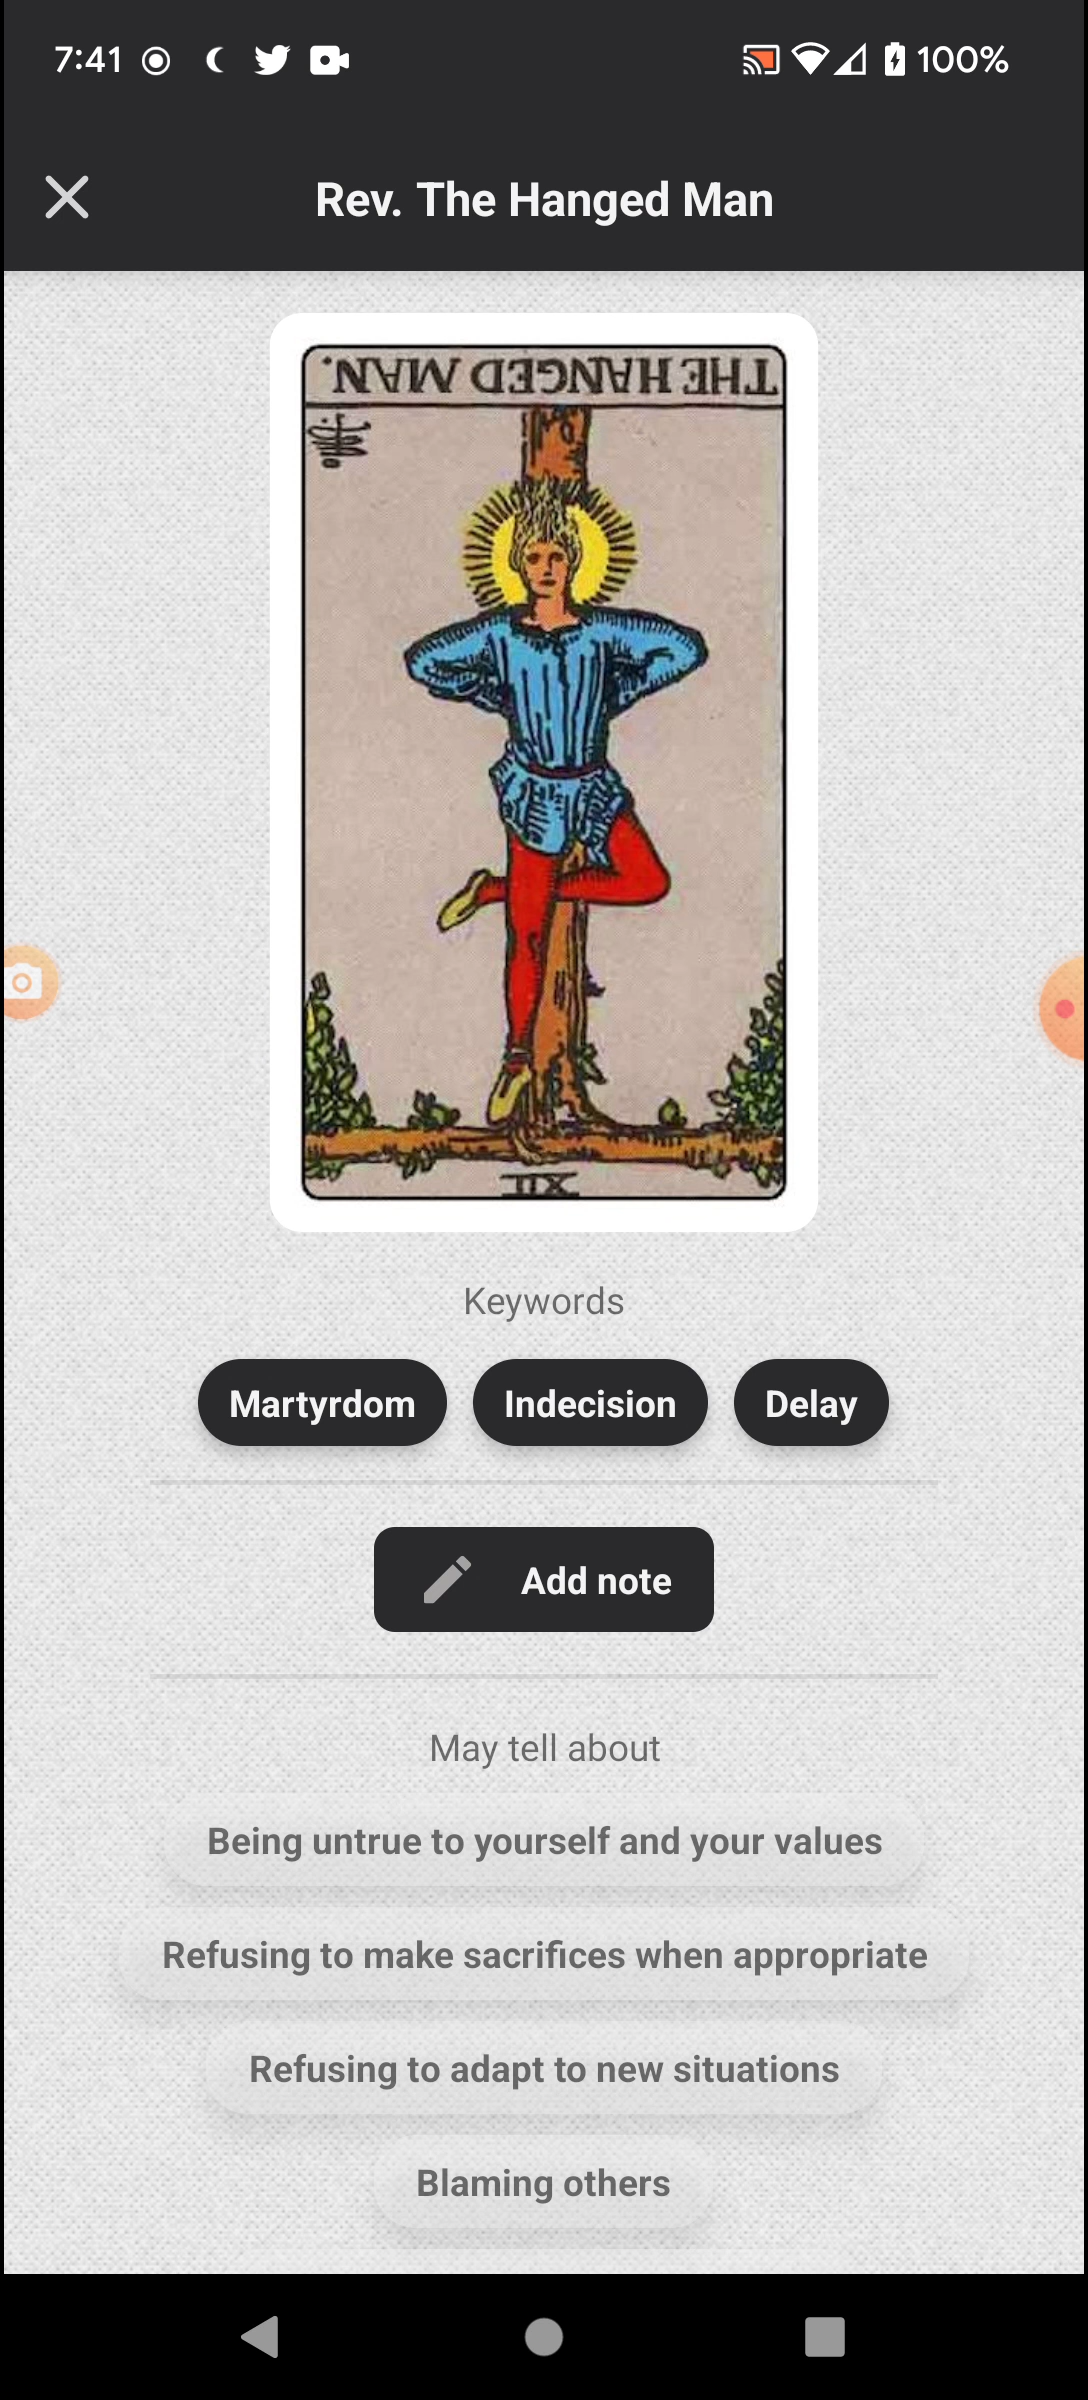 7:41
100%
Rev. The Hanged Man
THE HANGED MAN.
XII
Keywords
Martyrdom Indecision Delay
Add note
May tell about
Being untrue to yourself and your values
Refusing to make sacrifices when appropriate
Refusing to adapt to new situations
Blaming others